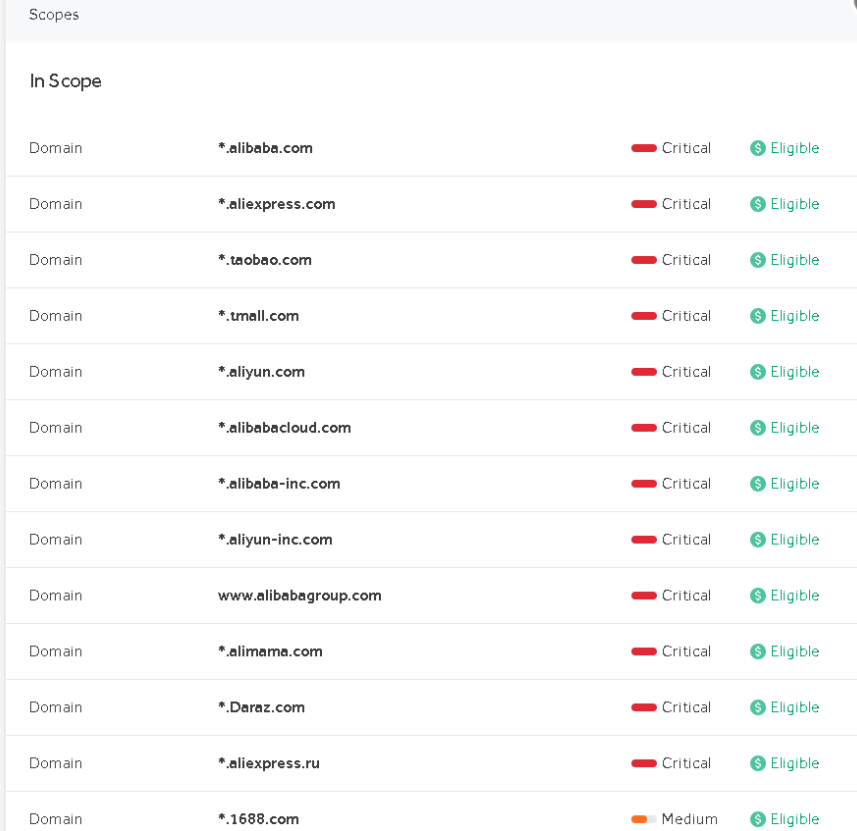 Scopes
In Scope
Domain *.alibaba.com Critical $ Eligible
Domain *.aliexpress.com Critical $ Eligible
Domain *.taobao.com Critical $ Eligible
Domain *.tmall.com Critical $ Eligible
Domain *.aliyun.com Critical $ Eligible
Domain *.alibabacloud.com Critical $ Eligible
Domain *.alibaba-inc.com Critical $ Eligible
Domain *.aliyun-inc.com Critical $ Eligible
Domain www.alibabagroup.com Critical $ Eligible
Domain *.alimama.com Critical $ Eligible
Domain *.Daraz.com Critical $ Eligible
Domain *.aliexpress.ru Critical $ Eligible
Domain *.1688.com Medium $ Eligible